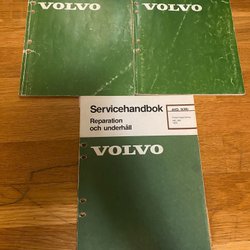 VOLVO
VOLVO
Servicehandbok
Reparation
och underhåll
VOLVO